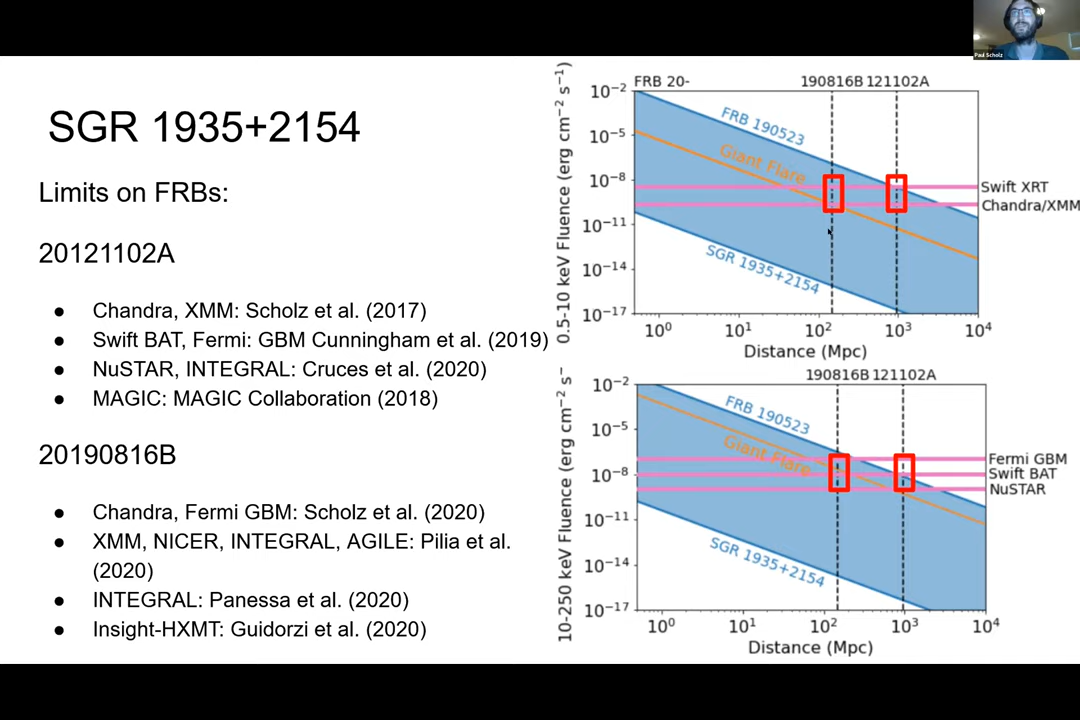 Paul Scholz
SGR 1935+2154
Limits on FRBs:
20121102A
● Chandra, XMM: Scholz et al. (2017)
● Swift BAT, Fermi: GBM Cunningham et al. (2019)
● NuSTAR, INTEGRAL: Cruces et al. (2020)
● MAGIC: MAGIC Collaboration (2018)
20190816B
● Chandra, Fermi GBM: Scholz et al. (2020)
● XMM, NICER, INTEGRAL, AGILE: Pilia et al.
(2020)
● INTEGRAL: Panessa et al. (2020)
● Insight-HXMT: Guidorzi et al. (2020)
FRB 20- 190816B 121102A
0.5-10 keV Fluence (erg cm⁻² s⁻¹)
10⁻²
10⁻⁵
10⁻⁸
10⁻¹¹
10⁻¹⁴
10⁻¹⁷
FRB 190523
Giant Flare
SGR 1935+2154
Swift XRT
Chandra/XMM
10⁰ 10¹ 10² 10³ 10⁴
Distance (Mpc)
190816B 121102A
10-250 keV Fluence (erg cm⁻² s⁻
10⁻²
10⁻⁵
10⁻⁸
10⁻¹¹
10⁻¹⁴
10⁻¹⁷
FRB 190523
Giant Flare
SGR 1935+2154
Fermi GBM
Swift BAT
NuSTAR
10⁰ 10¹ 10² 10³ 10⁴
Distance (Mpc)